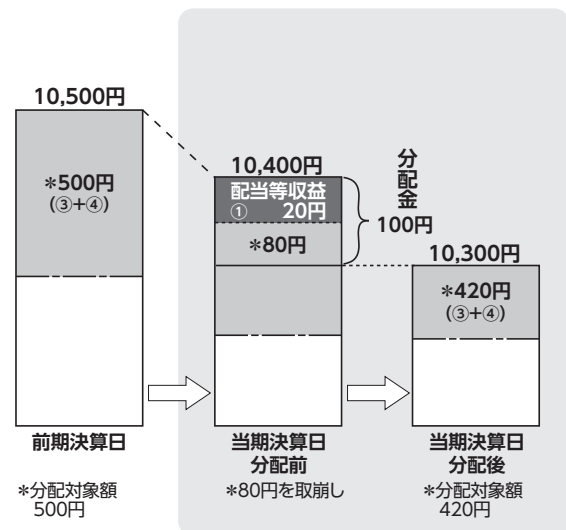 10,500円
*500円
(③+④)
10,400円
配当等収益
① 20円
*80円
分配金
100円
10,300円
*420円
(③+④)
前期決算日
当期決算日
分配前
当期決算日
分配後
*分配対象額
500円
*80円を取崩し
*分配対象額
420円